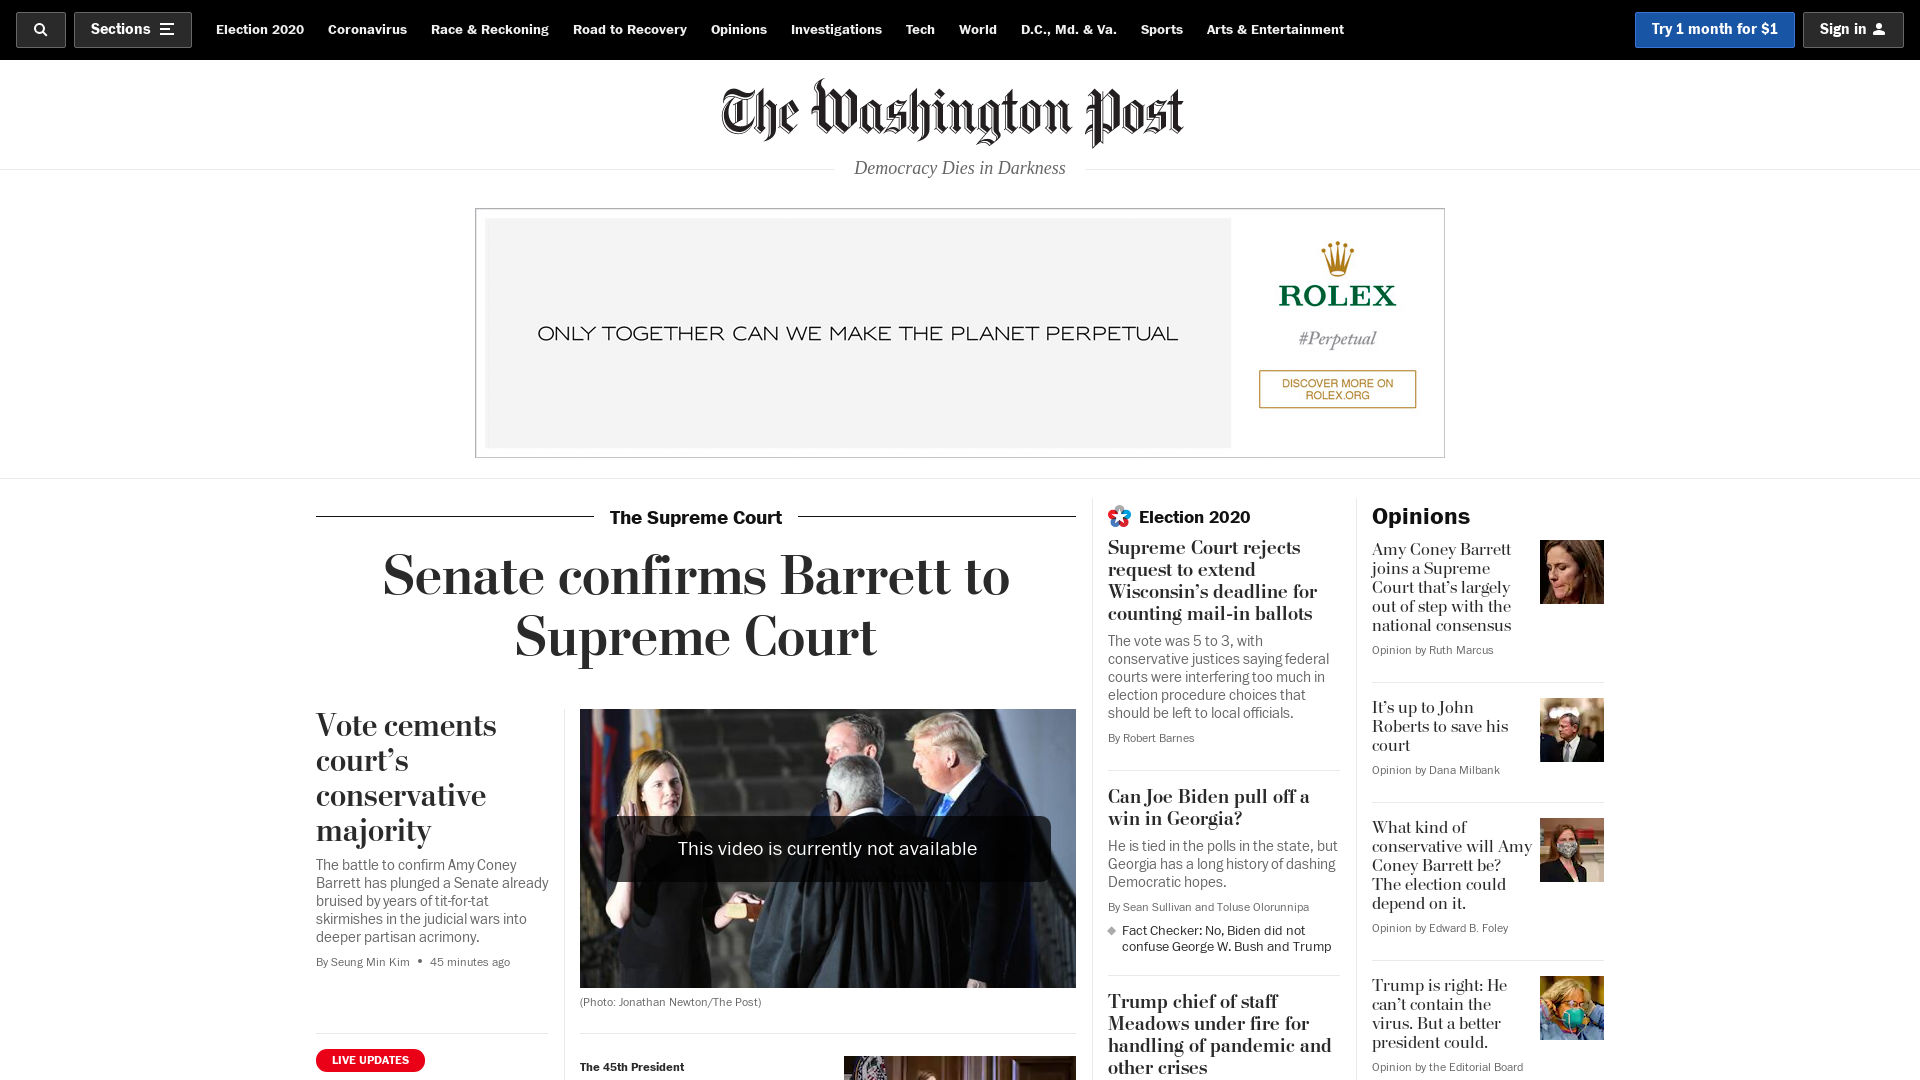 Sections
Election 2020
Coronavirus
Race & Reckoning
Road to Recovery
Opinions
Investigations
Tech
World
D.C., Md. & Va.
Sports
Arts & Entertainment
Try 1 month for $1
Sign in
The Washington Post
Democracy Dies in Darkness
ONLY TOGETHER CAN WE MAKE THE PLANET PERPETUAL
ROLEX
#Perpetual
DISCOVER MORE ON
ROLEX.ORG
The Supreme Court
Senate confirms Barrett to
Supreme Court
Vote cements
court’s
conservative
majority
The battle to confirm Amy Coney
Barrett has plunged a Senate already
bruised by years of tit-for-tat
skirmishes in the judicial wars into
deeper partisan acrimony.
By Seung Min Kim • 45 minutes ago
LIVE UPDATES
This video is currently not available
(Photo: Jonathan Newton/The Post)
The 45th President
Election 2020
Supreme Court rejects
request to extend
Wisconsin’s deadline for
counting mail-in ballots
The vote was 5 to 3, with
conservative justices saying federal
courts were interfering too much in
election procedure choices that
should be left to local officials.
By Robert Barnes
Can Joe Biden pull off a
win in Georgia?
He is tied in the polls in the state, but
Georgia has a long history of dashing
Democratic hopes.
By Sean Sullivan and Toluse Olorunnipa
Fact Checker: No, Biden did not
confuse George W. Bush and Trump
Trump chief of staff
Meadows under fire for
handling of pandemic and
other crises
Opinions
Amy Coney Barrett
joins a Supreme
Court that’s largely
out of step with the
national consensus
Opinion by Ruth Marcus
It’s up to John
Roberts to save his
court
Opinion by Dana Milbank
What kind of
conservative will Amy
Coney Barrett be?
The election could
depend on it.
Opinion by Edward B. Foley
Trump is right: He
can’t contain the
virus. But a better
president could.
Opinion by the Editorial Board